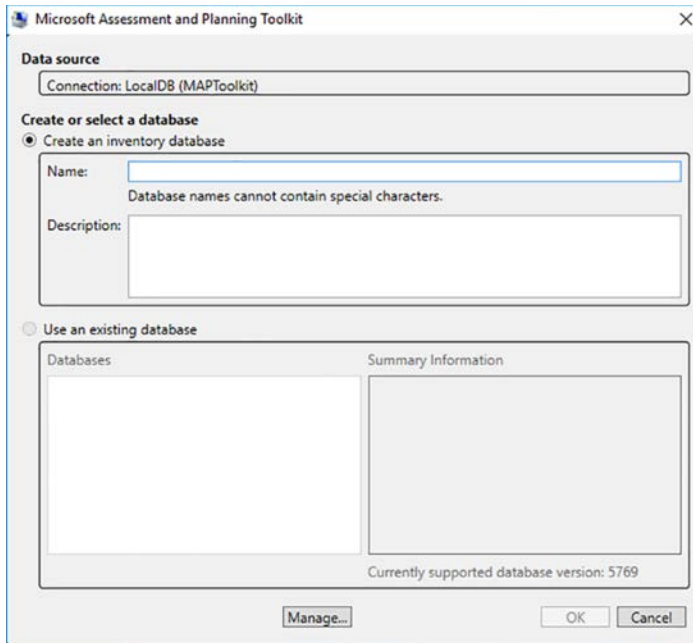 Microsoft Assessment and Planning Toolkit
Data source
Connection: LocalDB (MAPToolkit)
Create or select a database
Create an inventory database
Name:
Database names cannot contain special characters.
Description:
Use an existing database
Databases
Summary Information
Currently supported database version: 5769
Manage...
OK
Cancel